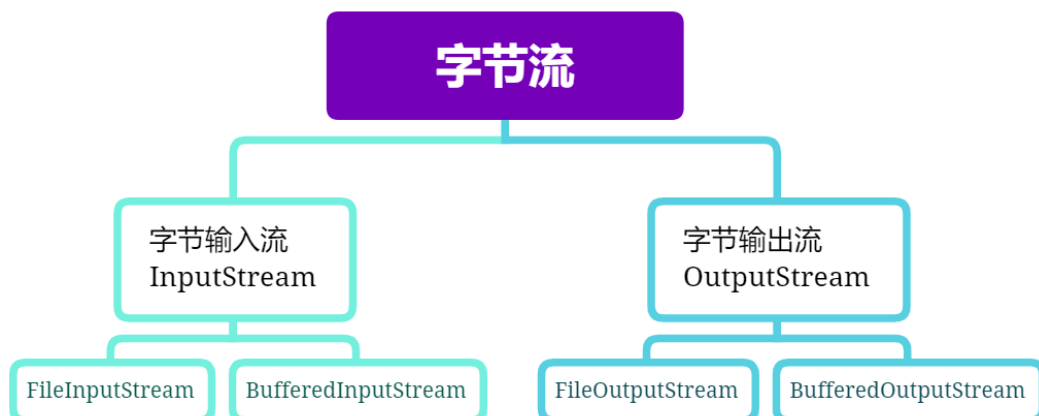 字节流
字节输入流
InputStream
字节输出流
OutputStream
FileInputStream
BufferedInputStream
FileOutputStream
BufferedOutputStream